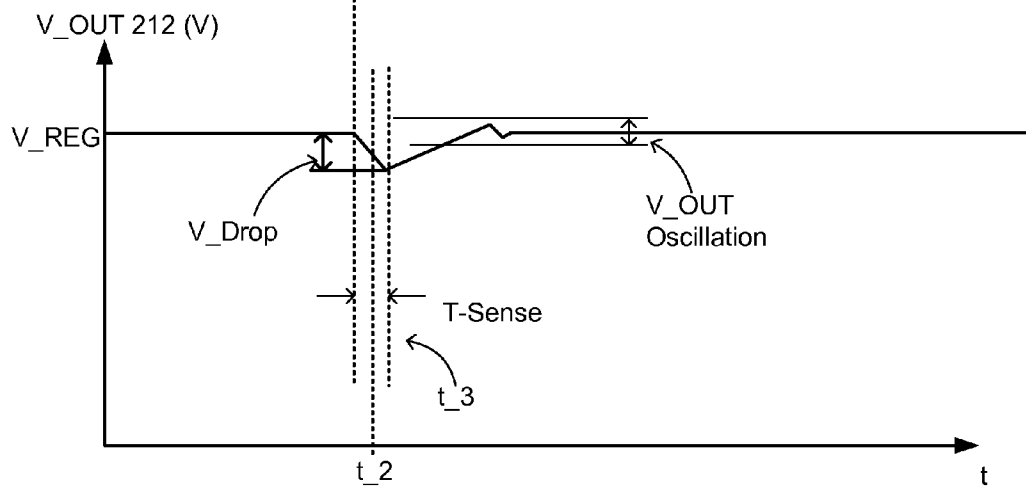 V_OUT 212 (V)
V_REG
V_Drop
V_OUT
Oscillation
T-Sense
t_3
t_2
t